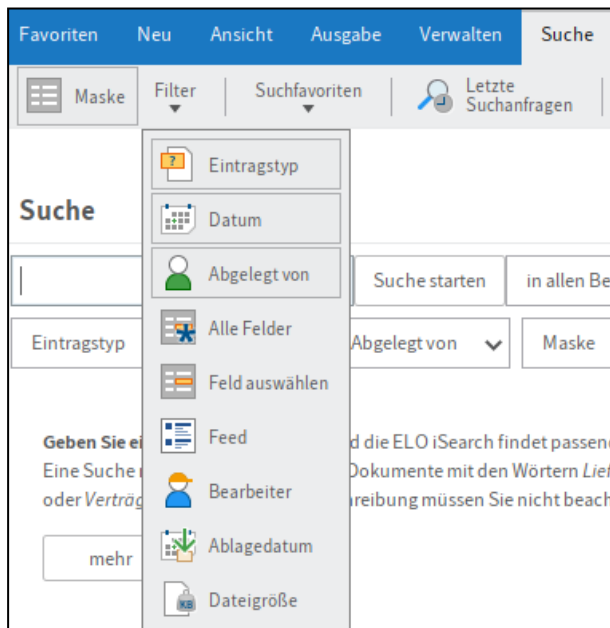 Favoriten Neu Ansicht Ausgabe Verwalten Suche
Maske Filter Suchfavoriten Letzte
Suchanfragen
Eintragstyp
Suche
Datum
Abgelegt von
Suche starten
in allen Be
Eintragstyp
Alle Felder
Abgelegt von
Maske
Feld auswählen
Geben Sie ei
Feed
d die ELO iSearch findet passen
Eine Suche
Dokumente mit den Wörtern Lief
oder Verträg
Bearbeiter
reibung müssen Sie nicht beach
mehr
Ablagedatum
KB
Dateigröße